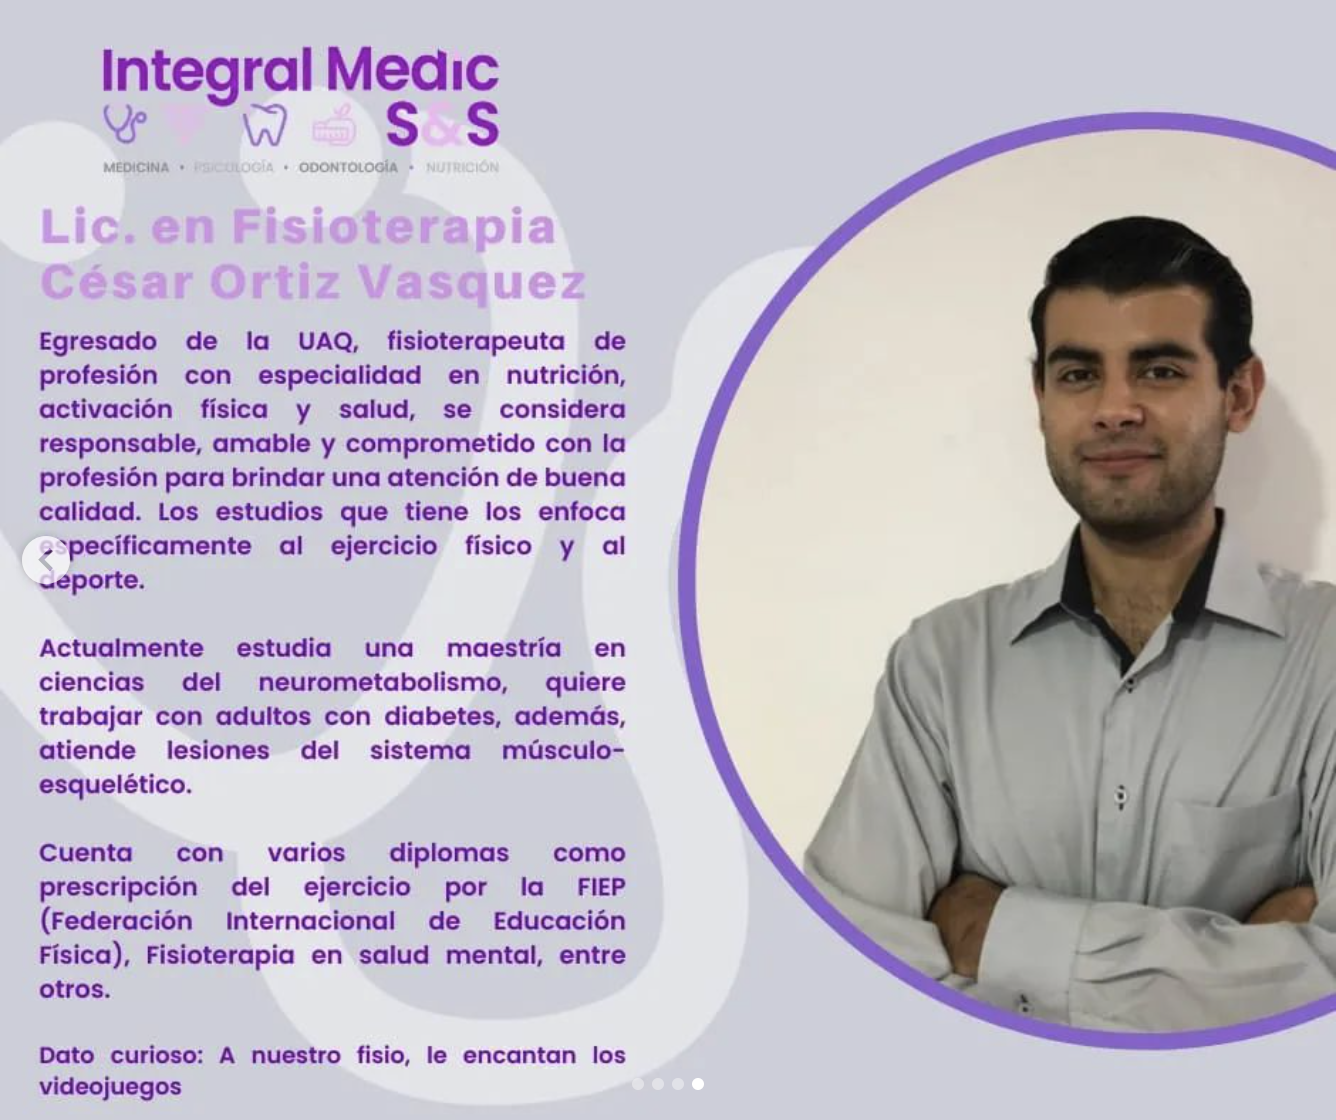 Integral Medic
S&S
MEDICINA • PSICOLOGÍA • ODONTOLOGÍA • NUTRICIÓN
Lic. en Fisioterapia
César Ortiz Vasquez
Egresado de la UAQ, fisioterapeuta de
profesión con especialidad en nutrición,
activación física y salud, se considera
responsable, amable y comprometido con la
profesión para brindar una atención de buena
calidad. Los estudios que tiene los enfoca
específicamente al ejercicio físico y al
deporte.
Actualmente estudia una maestría en
ciencias del neurometabolismo, quiere
trabajar con adultos con diabetes, además,
atiende lesiones del sistema músculo-
esquelético.
Cuenta con varios diplomas como
prescripción del ejercicio por la FIEP
(Federación Internacional de Educación
Física), Fisioterapia en salud mental, entre
otros.
Dato curioso: A nuestro fisio, le encantan los
videojuegos